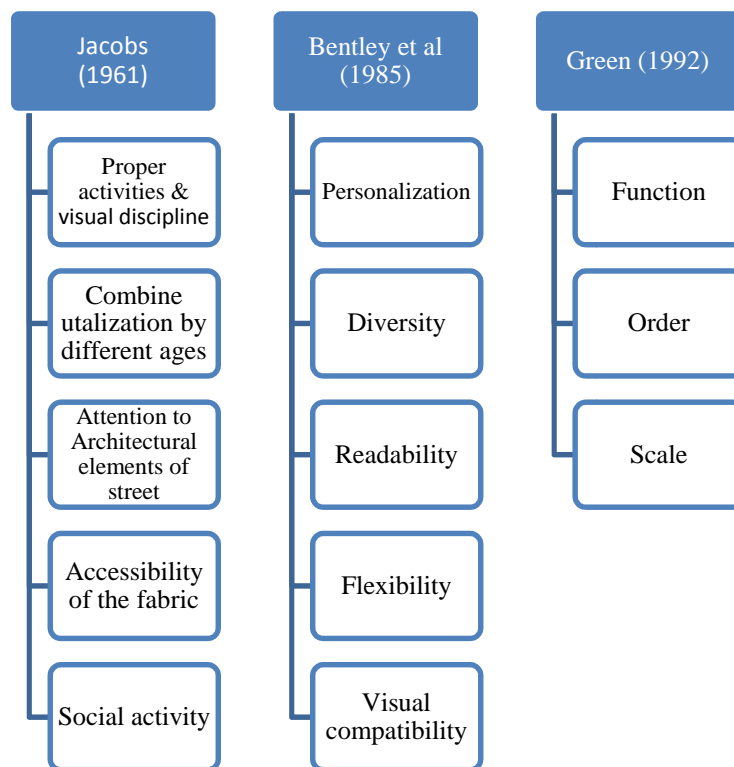 Jacobs
(1961)
Proper
activities &
visual discipline
Combine
utalization by
different ages
Attention to
Architectural
elements of
street
Accessibility
of the fabric
Social activity
Bentley et al
(1985)
Personalization
Diversity
Readability
Flexibility
Visual
compatibility
Green (1992)
Function
Order
Scale